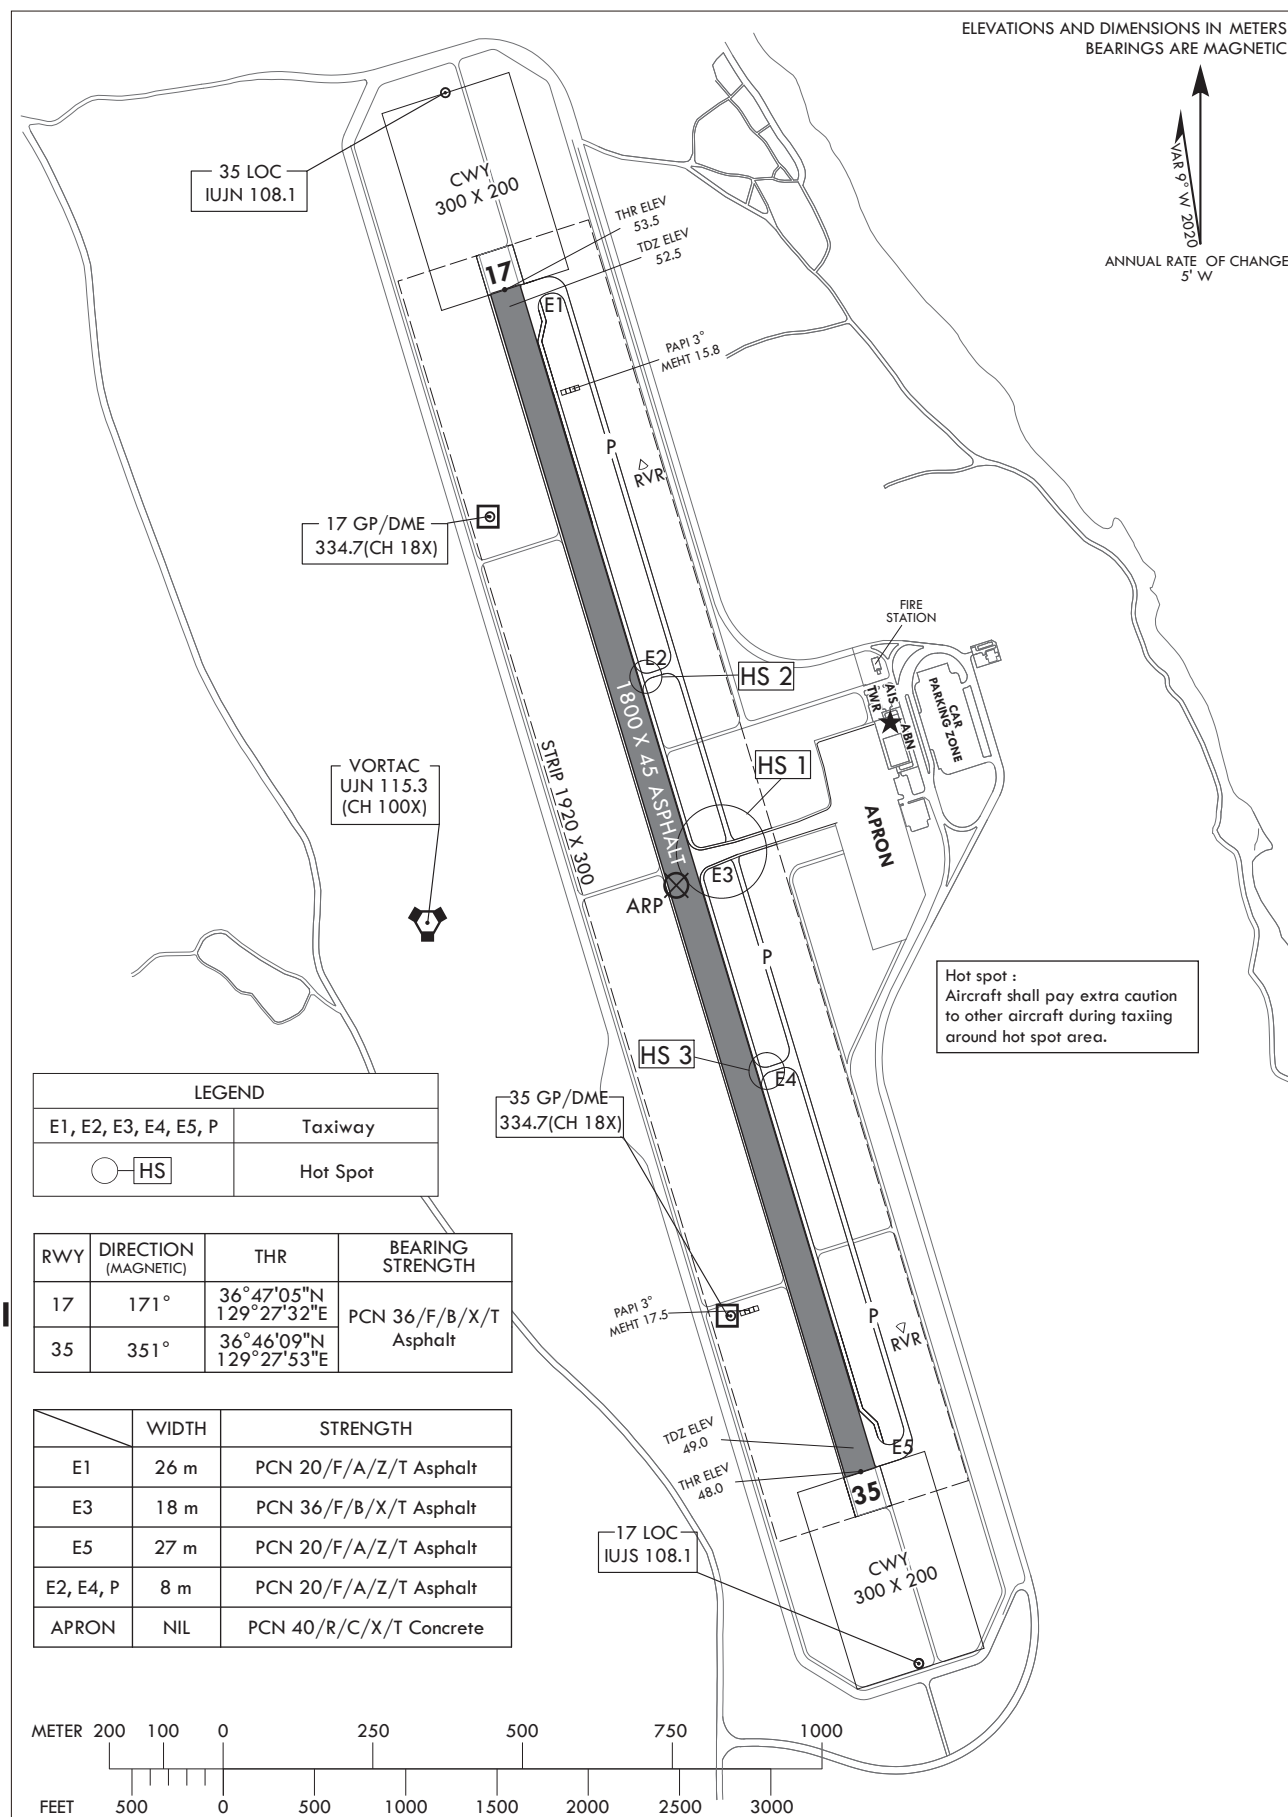 ELEVATIONS AND DIMENSIONS IN METERS
BEARINGS ARE MAGNETIC
VAR 9° W 2020
ANNUAL RATE OF CHANGE
5' W
35 LOC
IUJN 108.1
CWY
300 X 200
THR ELEV
53.5
TDZ ELEV
52.5
17
E1
PAPI 3°
MEHT 15.8
P
RVR
17 GP/DME
334.7(CH 18X)
FIRE
STATION
E2
HS 2
TWR
AIS
ABN
CAR
PARKING ZONE
1800 X 45 ASPHALT
STRIP 1920 X 300
HS 1
VORTAC
UJN 115.3
(CH 100X)
APRON
E3
ARP
P
Hot spot :
Aircraft shall pay extra caution
to other aircraft during taxiing
around hot spot area.
HS 3
E4
35 GP/DME
334.7(CH 18X)
LEGEND
E1, E2, E3, E4, E5, P Taxiway
HS Hot Spot
RWY DIRECTION (MAGNETIC) THR BEARING STRENGTH
17 171° 36°47'05"N 129°27'32"E PCN 36/F/B/X/T Asphalt
35 351° 36°46'09"N 129°27'53"E
PAPI 3°
MEHT 17.5
P
RVR
TDZ ELEV
49.0
THR ELEV
48.0
E5
35
WIDTH STRENGTH
E1 26 m PCN 20/F/A/Z/T Asphalt
E3 18 m PCN 36/F/B/X/T Asphalt
E5 27 m PCN 20/F/A/Z/T Asphalt
E2, E4, P 8 m PCN 20/F/A/Z/T Asphalt
APRON NIL PCN 40/R/C/X/T Concrete
17 LOC
IUJS 108.1
CWY
300 X 200
METER 200 100 0 250 500 750 1000
FEET 500 0 500 1000 1500 2000 2500 3000